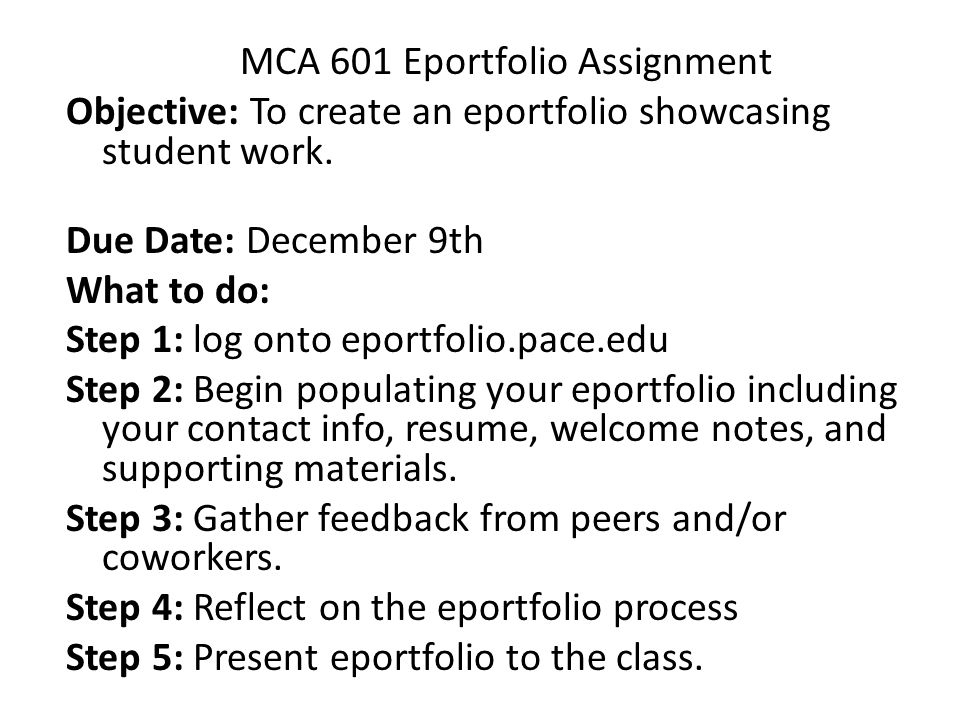 MCA 601 Eportfolio Assignment
Objective: To create an eportfolio showcasing
student work.
Due Date: December 9th
What to do:
Step 1: log onto eportfolio.pace.edu
Step 2: Begin populating your eportfolio including
your contact info, resume, welcome notes, and
supporting materials.
Step 3: Gather feedback from peers and/or
coworkers.
Step 4: Reflect on the eportfolio process
Step 5: Present eportfolio to the class.